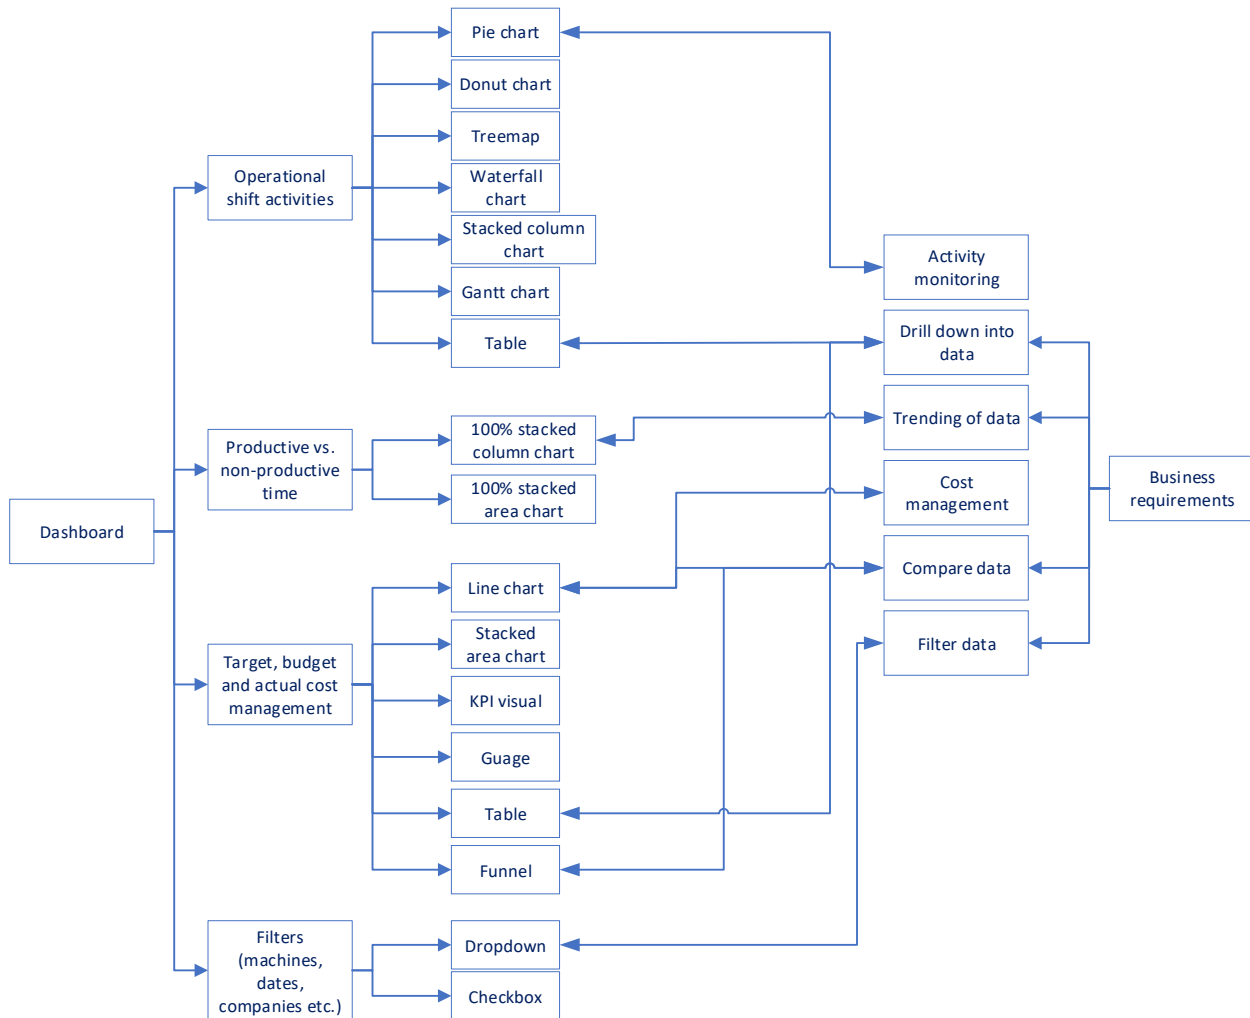 Pie chart
Donut chart
Treemap
Waterfall
chart
Stacked column
chart
Gantt chart
Table
Operational
shift activities
Activity
monitoring
Drill down into
data
Trending of data
Cost
management
Compare data
Filter data
Business
requirements
Productive vs.
non-productive
time
100% stacked
column chart
100% stacked
area chart
Dashboard
Line chart
Stacked
area chart
KPI visual
Guage
Table
Funnel
Target, budget
and actual cost
management
Filters
(machines,
dates,
companies etc.)
Dropdown
Checkbox